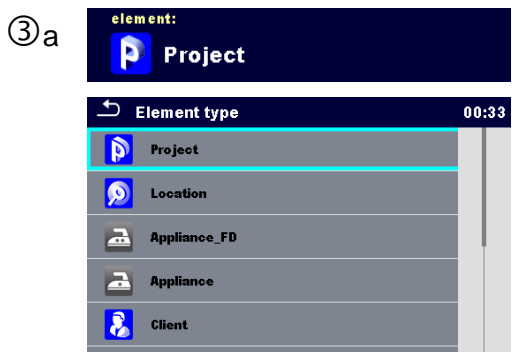 ③a
element:
Project
Element type 00:33
Project
Location
Appliance_FD
Appliance
Client